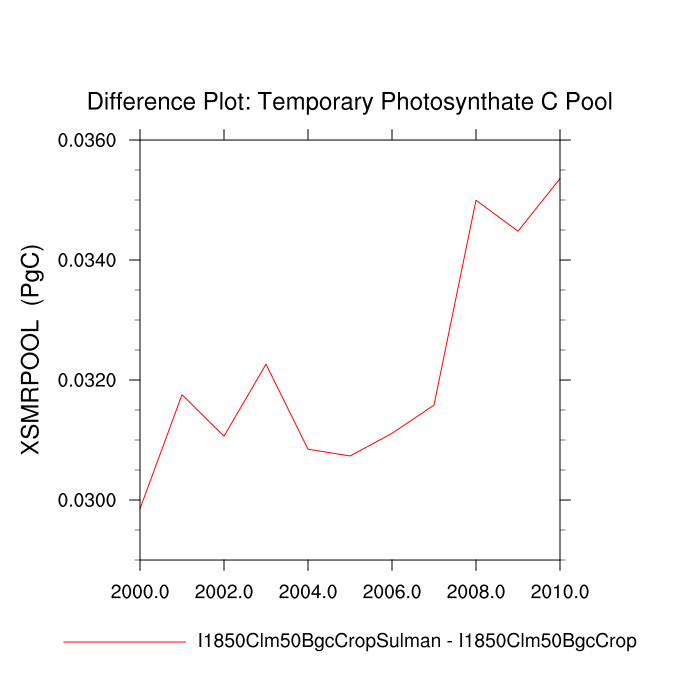 Difference Plot: Temporary Photosynthate C Pool
0.0360
0.0340
0.0320
0.0300
XSMRPOOL (PgC)
2000.0 2002.0 2004.0 2006.0 2008.0 2010.0
I1850Clm50BgcCropSulman - I1850Clm50BgcCrop